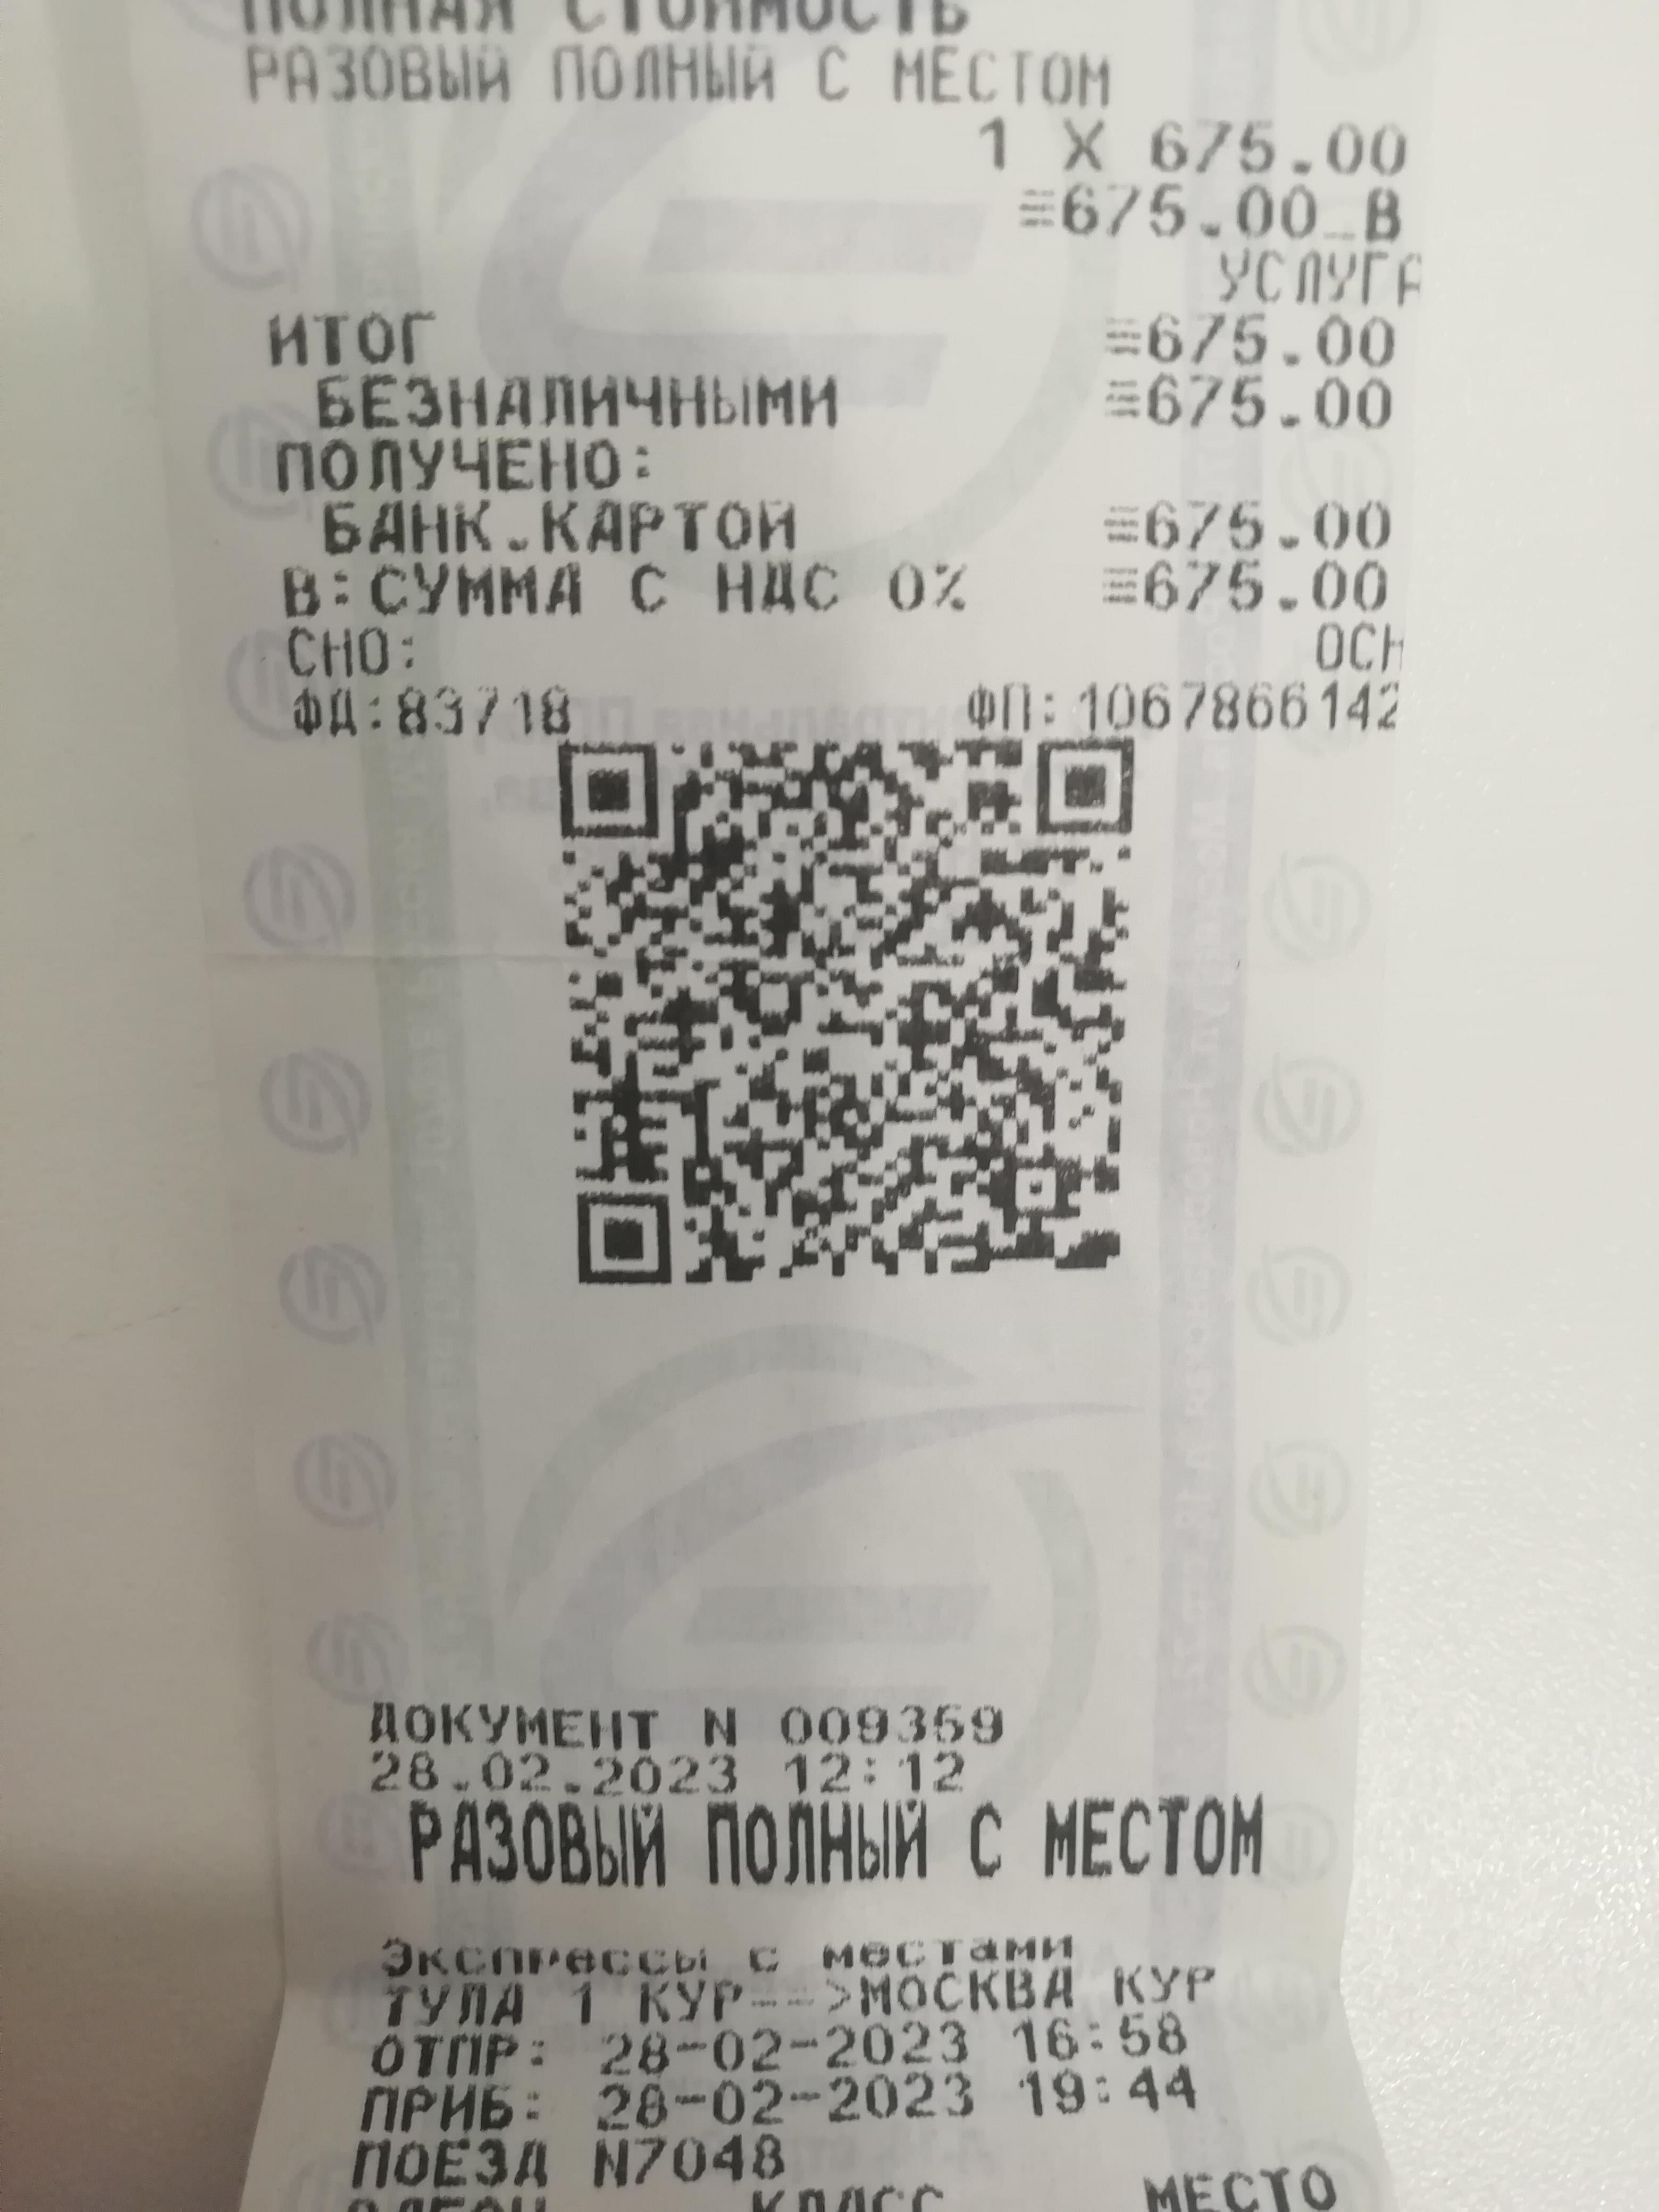 ПОЛНАЯ СТОИМОСТЬ
РАЗОВЫЙ ПОЛНЫЙ С МЕСТОМ
1 X 675.00
≡675.00_В
УСЛУГА
ИТОГ ≡675.00
БЕЗНАЛИЧНЫМИ ≡675.00
ПОЛУЧЕНО:
БАНК.КАРТОЙ ≡675.00
В:СУММА С НДС 0% ≡675.00
СНО: ОСН
ФД:83718 ФП:1067866142
ДОКУМЕНТ N 009369
28.02.2023 12:12
РАЗОВЫЙ ПОЛНЫЙ С МЕСТОМ
Экспрессы с местами
ТУЛА 1 КУР-->МОСКВА КУР
ОТПР: 28-02-2023 16:58
ПРИБ: 28-02-2023 19:44
ПОЕЗД N7048
КЛАСС МЕСТО